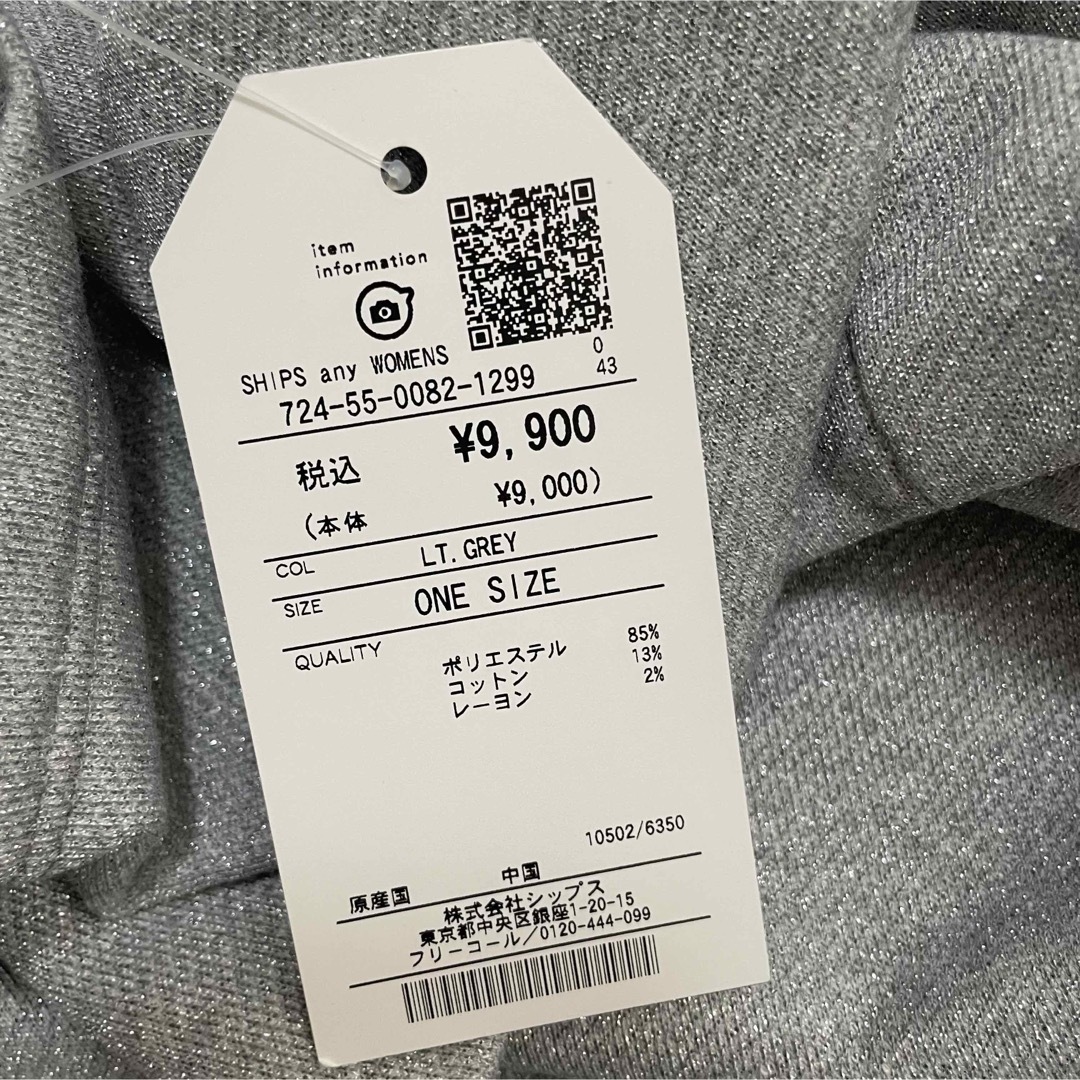 item
information
SHIPS any WOMENS
0
724-55-0082-1299
43
税込 ¥9,900
(本体 ¥9,000)
COL LT.GREY
SIZE ONE SIZE
QUALITY
ポリエステル 85%
コットン 13%
レーヨン 2%
10502/6350
原産国 中国
株式会社シップス
東京都中央区銀座1-20-15
フリーコール/0120-444-099